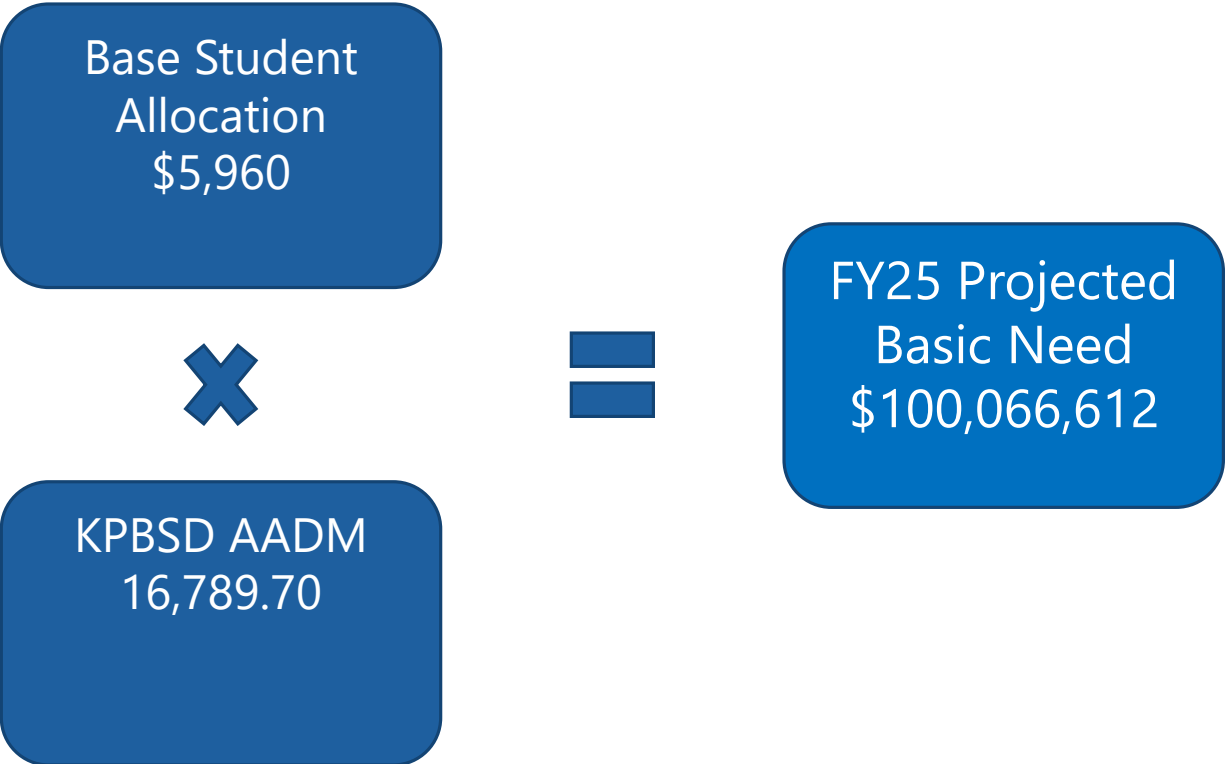 Base Student
Allocation
$5,960
FY25 Projected
Basic Need
$100,066,612
KPBSD AADM
16,789.70